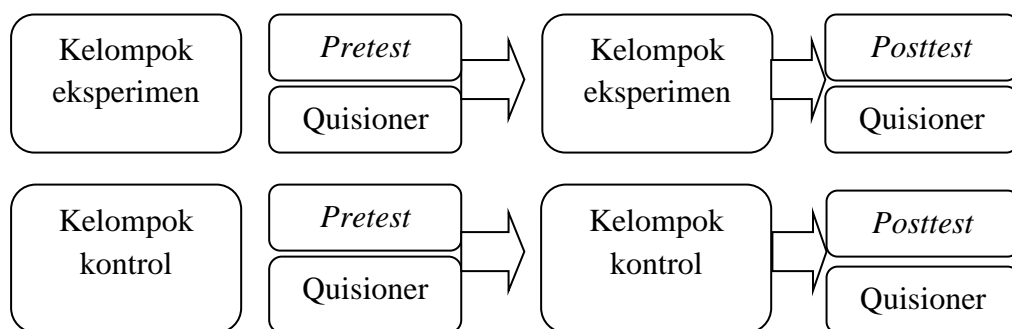 Kelompok
eksperimen
Pretest
Quisioner
Kelompok
eksperimen
Posttest
Quisioner
Kelompok
kontrol
Pretest
Quisioner
Kelompok
kontrol
Posttest
Quisioner